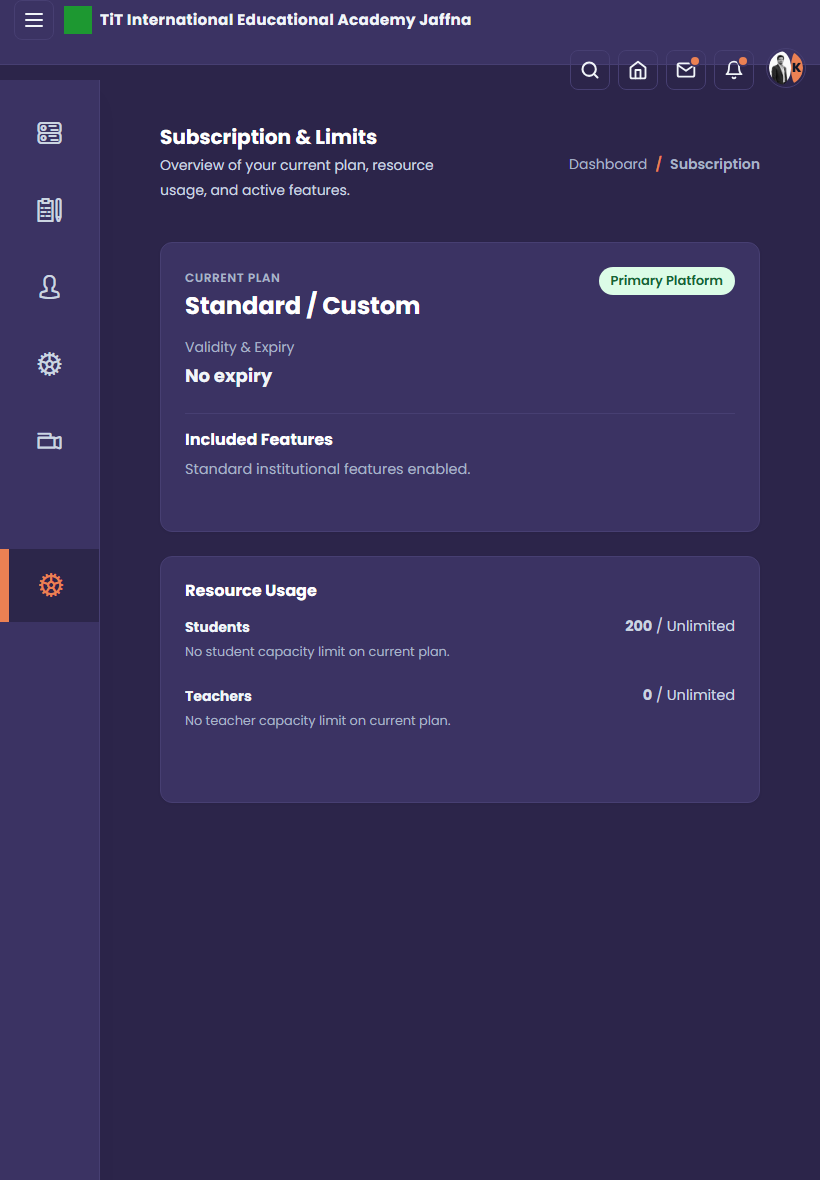 TiT International Educational Academy Jaffna
K
Subscription & Limits
Overview of your current plan, resource
usage, and active features.
Dashboard / Subscription
CURRENT PLAN
Primary Platform
Standard / Custom
Validity & Expiry
No expiry
Included Features
Standard institutional features enabled.
Resource Usage
Students
200 / Unlimited
No student capacity limit on current plan.
Teachers
0 / Unlimited
No teacher capacity limit on current plan.